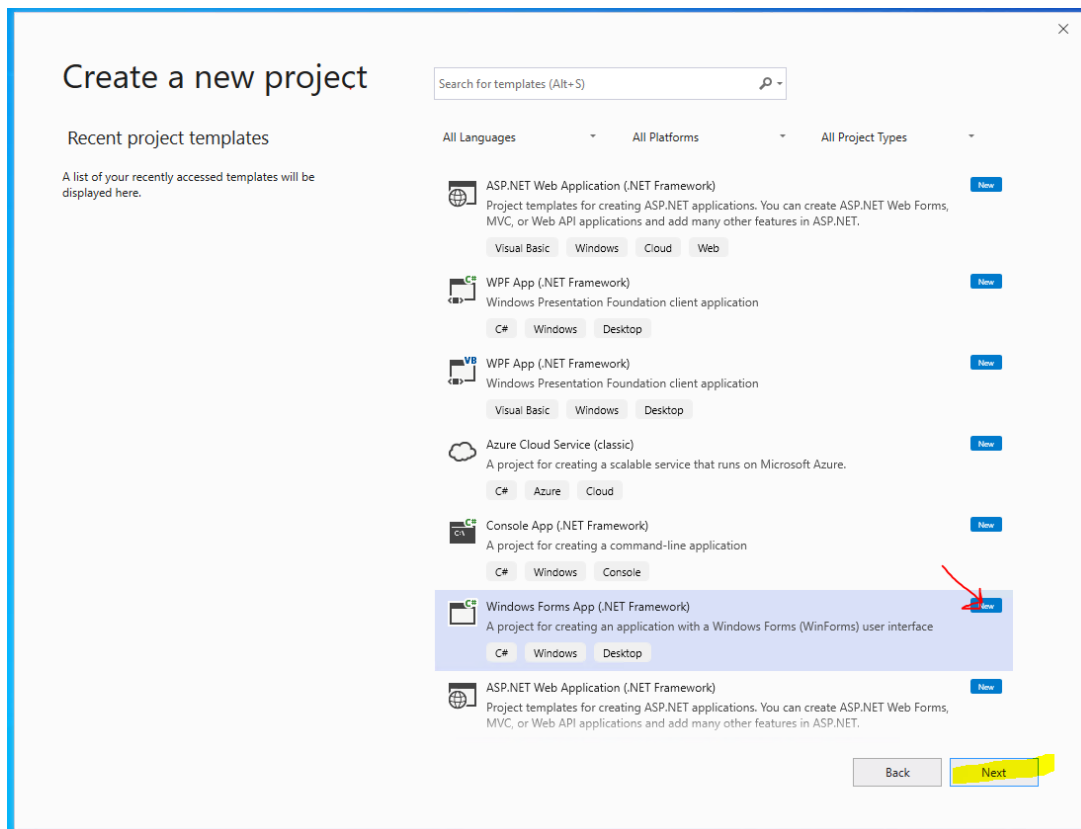 Create a new project
Search for templates (Alt+S)
Recent project templates
A list of your recently accessed templates will be
displayed here.
All Languages
All Platforms
All Project Types
ASP.NET Web Application (.NET Framework)
New
Project templates for creating ASP.NET applications. You can create ASP.NET Web Forms,
MVC, or Web API applications and add many other features in ASP.NET.
Visual Basic Windows Cloud Web
C#
WPF App (.NET Framework)
New
Windows Presentation Foundation client application
C# Windows Desktop
VB
WPF App (.NET Framework)
New
Windows Presentation Foundation client application
Visual Basic Windows Desktop
Azure Cloud Service (classic)
New
A project for creating a scalable service that runs on Microsoft Azure.
C# Azure Cloud
C#
C:\
Console App (.NET Framework)
New
A project for creating a command-line application
C# Windows Console
C#
Windows Forms App (.NET Framework)
New
A project for creating an application with a Windows Forms (WinForms) user interface
C# Windows Desktop
ASP.NET Web Application (.NET Framework)
New
Project templates for creating ASP.NET applications. You can create ASP.NET Web Forms,
MVC, or Web API applications and add many other features in ASP.NET.
Back
Next